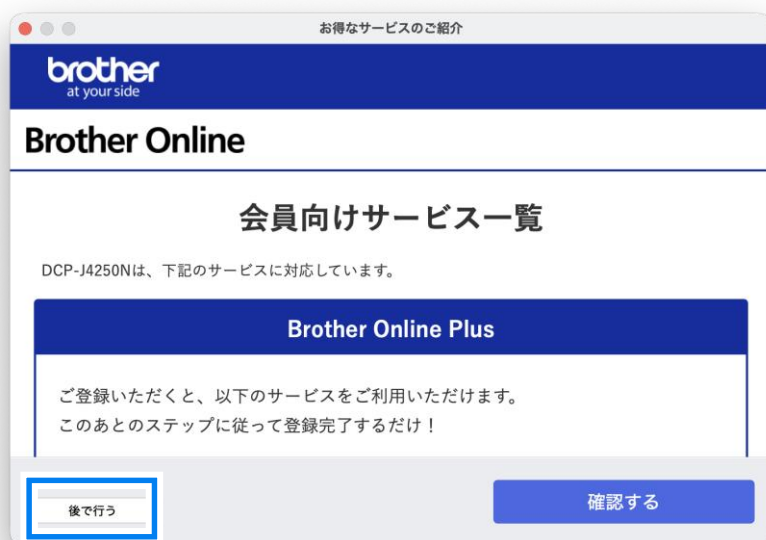 お得なサービスのご紹介
brother
at your side
Brother Online
会員向けサービス一覧
DCP-J4250Nは、下記のサービスに対応しています。
Brother Online Plus
ご登録いただくと、以下のサービスをご利用いただけます。
このあとのステップに従って登録完了するだけ！
後で行う
確認する